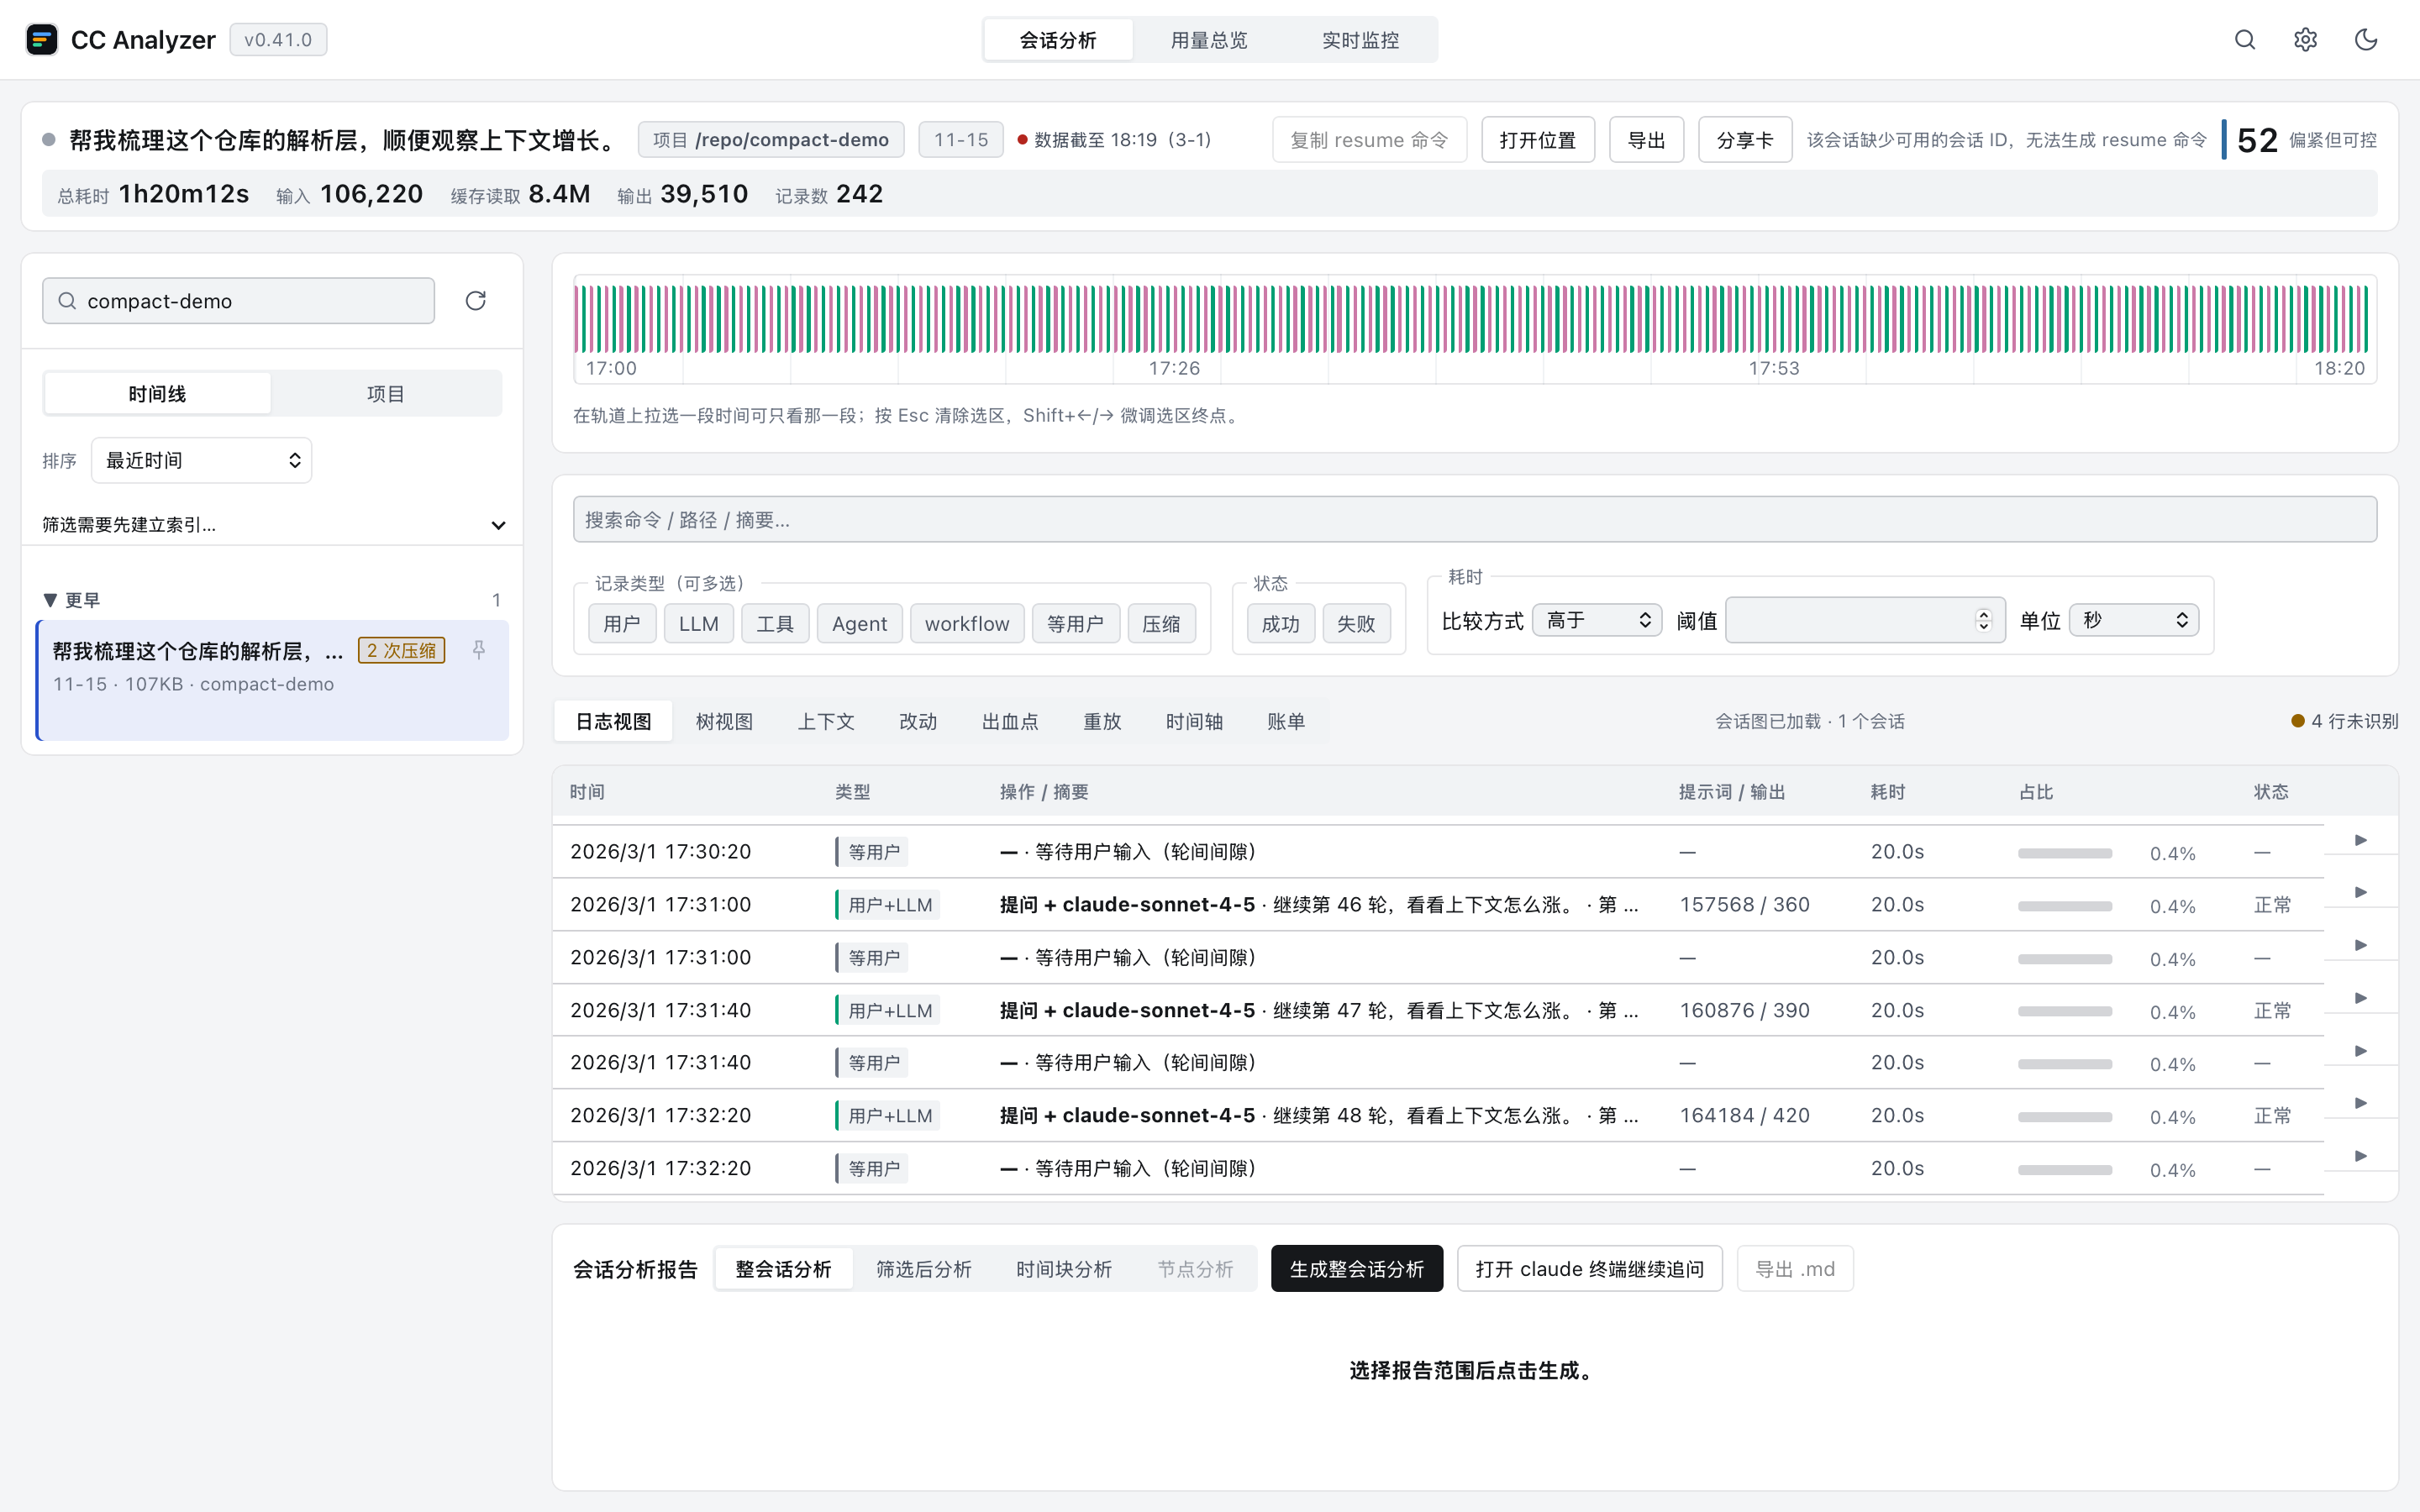 CC Analyzer v0.41.0 会话分析 用量总览 实时监控
帮我梳理这个仓库的解析层，顺便观察上下文增长。 项目 /repo/compact-demo 11-15 数据截至 18:19（3-1） 复制 resume 命令 打开位置 导出 分享卡 该会话缺少可用的会话 ID，无法生成 resume 命令 52 偏紧但可控
总耗时 1h20m12s 输入 106,220 缓存读取 8.4M 输出 39,510 记录数 242
compact-demo
时间线 项目
排序 最近时间
筛选需要先建立索引...
▼ 更早 1
帮我梳理这个仓库的解析层，... 2 次压缩
11-15 · 107KB · compact-demo
17:00 17:26 17:53 18:20
在轨道上拉选一段时间可只看那一段；按 Esc 清除选区，Shift+←/→ 微调选区终点。
搜索命令 / 路径 / 摘要...
记录类型（可多选） 状态 耗时
用户 LLM 工具 Agent workflow 等用户 压缩 成功 失败 比较方式 高于 阈值 单位 秒
日志视图 树视图 上下文 改动 出血点 重放 时间轴 账单 会话图已加载 · 1 个会话 4 行未识别
时间 类型 操作 / 摘要 提示词 / 输出 耗时 占比 状态
2026/3/1 17:30:20 等用户 — · 等待用户输入（轮间间隙） — 20.0s 0.4% — ▶
2026/3/1 17:31:00 用户+LLM 提问 + claude-sonnet-4-5 · 继续第 46 轮，看看上下文怎么涨。 · 第 ... 157568 / 360 20.0s 0.4% 正常 ▶
2026/3/1 17:31:00 等用户 — · 等待用户输入（轮间间隙） — 20.0s 0.4% — ▶
2026/3/1 17:31:40 用户+LLM 提问 + claude-sonnet-4-5 · 继续第 47 轮，看看上下文怎么涨。 · 第 ... 160876 / 390 20.0s 0.4% 正常 ▶
2026/3/1 17:31:40 等用户 — · 等待用户输入（轮间间隙） — 20.0s 0.4% — ▶
2026/3/1 17:32:20 用户+LLM 提问 + claude-sonnet-4-5 · 继续第 48 轮，看看上下文怎么涨。 · 第 ... 164184 / 420 20.0s 0.4% 正常 ▶
2026/3/1 17:32:20 等用户 — · 等待用户输入（轮间间隙） — 20.0s 0.4% — ▶
会话分析报告 整会话分析 筛选后分析 时间块分析 节点分析 生成整会话分析 打开 claude 终端继续追问 导出 .md
选择报告范围后点击生成。